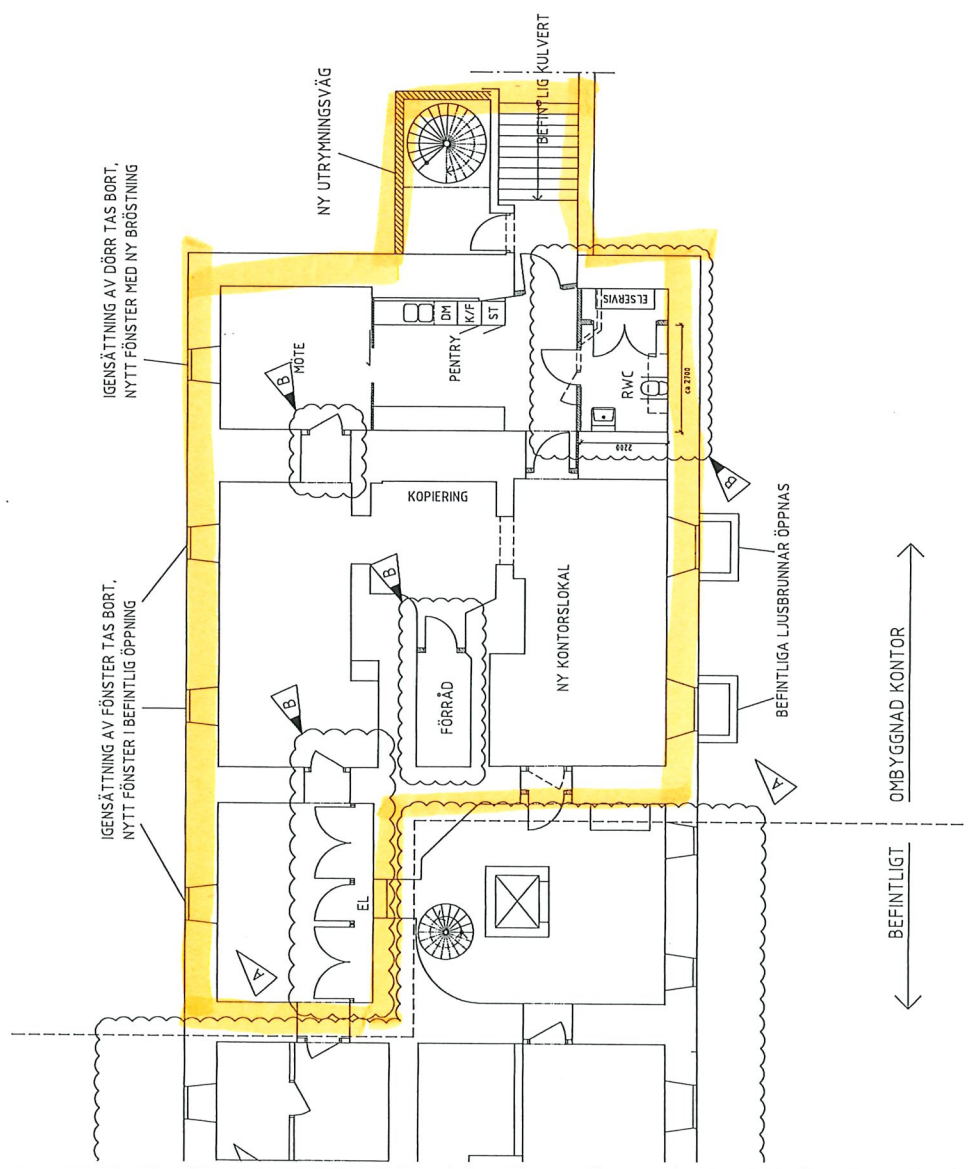 IGENSÄTTNING AV DÖRR TAS BORT,
NYTT FÖNSTER MED NY BRÖSTNING
NY UTRYMNINGSVÄG
BEFINTLIG KULVERT
IGENSÄTTNING AV FÖNSTER TAS BORT,
NYTT FÖNSTER I BEFINTLIG ÖPPNING
MÖTE
B
DM
K/F
ST
PENTRY
ELSERVIS
RWC
ca 2700
2200
B
KOPIERING
B
FÖRRÅD
NY KONTORSLOKAL
BEFINTLIGA LJUSBRUNNAR ÖPPNAS
B
EL
A
A
OMBYGGNAD KONTOR
BEFINTLIGT